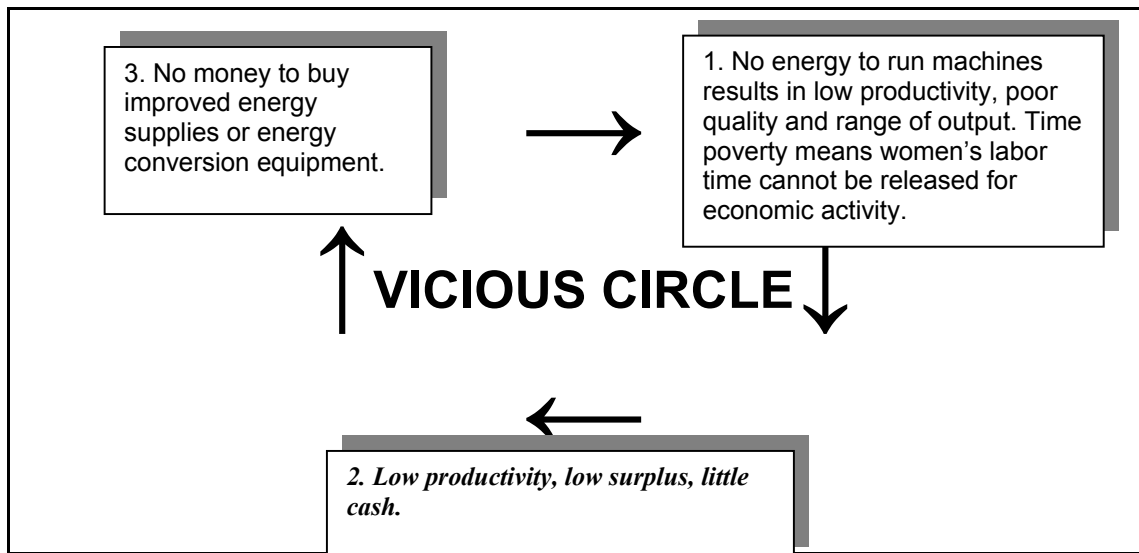 3. No money to buy
improved energy
supplies or energy
conversion equipment.
1. No energy to run machines
results in low productivity, poor
quality and range of output. Time
poverty means women’s labor
time cannot be released for
economic activity.
VICIOUS CIRCLE
2. Low productivity, low surplus, little
cash.